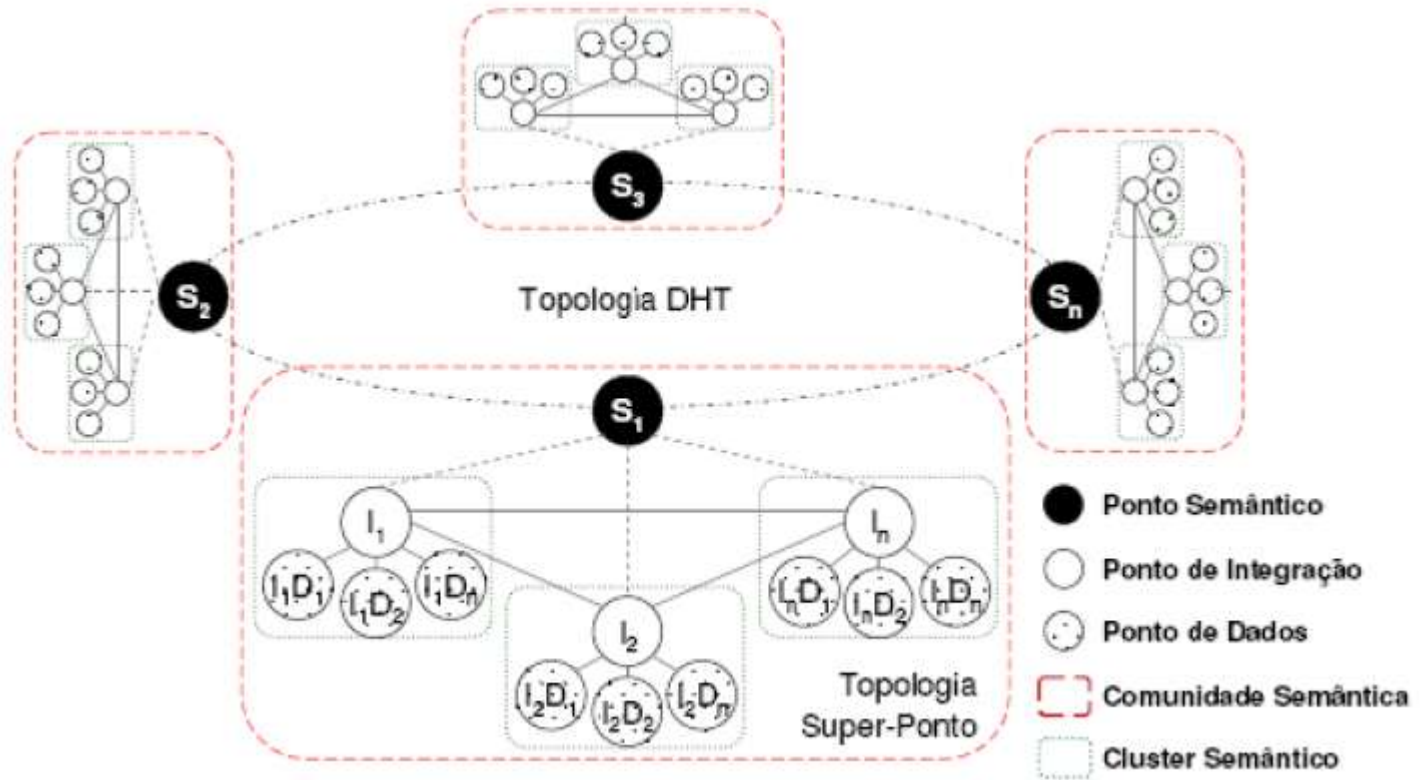 S3
S2
Topologia DHT
Sn
S1
I1
In
I1D1
I1D2
I1Dn
InD1
InD2
InDn
I2
I2D1
I2D2
I2Dn
Topologia
Super-Ponto
Ponto Semântico
Ponto de Integração
Ponto de Dados
Comunidade Semântica
Cluster Semântico